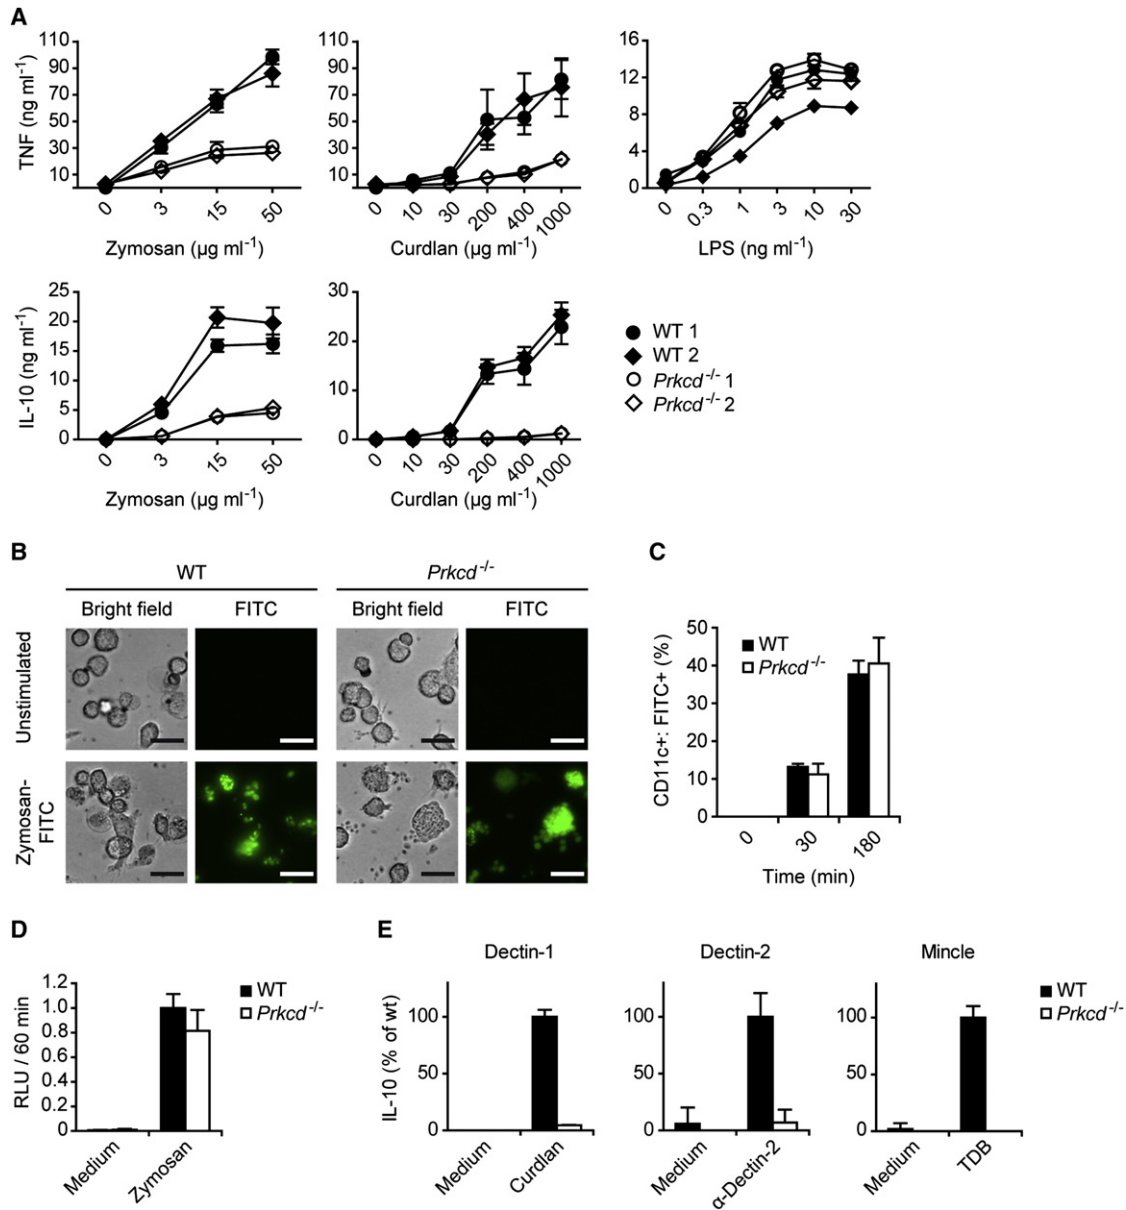 A
TNF (ng ml-1)
110
90
70
50
30
10
0
3
15
50
Zymosan (µg ml-1)
110
90
70
50
30
10
0
10
30
200
400
1000
Curdlan (µg ml-1)
16
12
8
4
0
0
0.3
1
3
10
30
LPS (ng ml-1)
IL-10 (ng ml-1)
25
20
15
10
5
0
0
3
15
50
Zymosan (µg ml-1)
30
20
10
0
0
10
30
200
400
1000
Curdlan (µg ml-1)
WT 1
WT 2
Prkcd-/- 1
Prkcd-/- 2
B
WT
Prkcd-/-
Bright field
FITC
Bright field
FITC
Unstimulated
Zymosan-
FITC
C
CD11c+: FITC+ (%)
50
40
30
20
10
0
WT
Prkcd-/-
0
30
180
Time (min)
D
RLU / 60 min
1.2
1.0
0.8
0.6
0.4
0.2
0
Medium
Zymosan
WT
Prkcd-/-
E
Dectin-1
Dectin-2
Mincle
IL-10 (% of wt)
100
50
0
Medium
Curdlan
100
50
0
Medium
α-Dectin-2
100
50
0
Medium
TDB
WT
Prkcd-/-